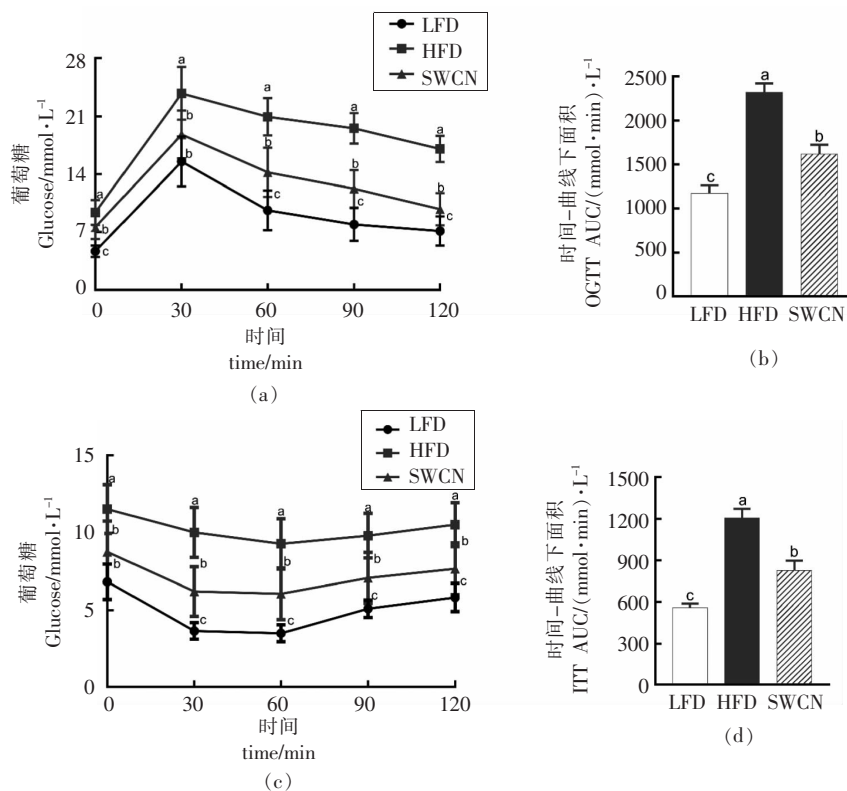 LFD
HFD
SWCN
28
21
14
7
0
葡萄糖
Glucose/mmol·L⁻¹
a
b
b
a
b
c
a
b
c
a
b
c
a
b
c
0 30 60 90 120
时间
time/min
(a)
时间-曲线下面积
OGTT AUC/(mmol·min)·L⁻¹
2500
2000
1500
1000
500
0
c
a
b
LFD HFD SWCN
(b)
LFD
HFD
SWCN
15
10
5
0
葡萄糖
Glucose/mmol·L⁻¹
a
b
b
a
b
c
a
b
c
a
b
c
a
b
c
0 30 60 90 120
时间
time/min
(c)
时间-曲线下面积
ITT AUC/(mmol·min)·L⁻¹
1500
1200
900
600
300
0
c
a
b
LFD HFD SWCN
(d)